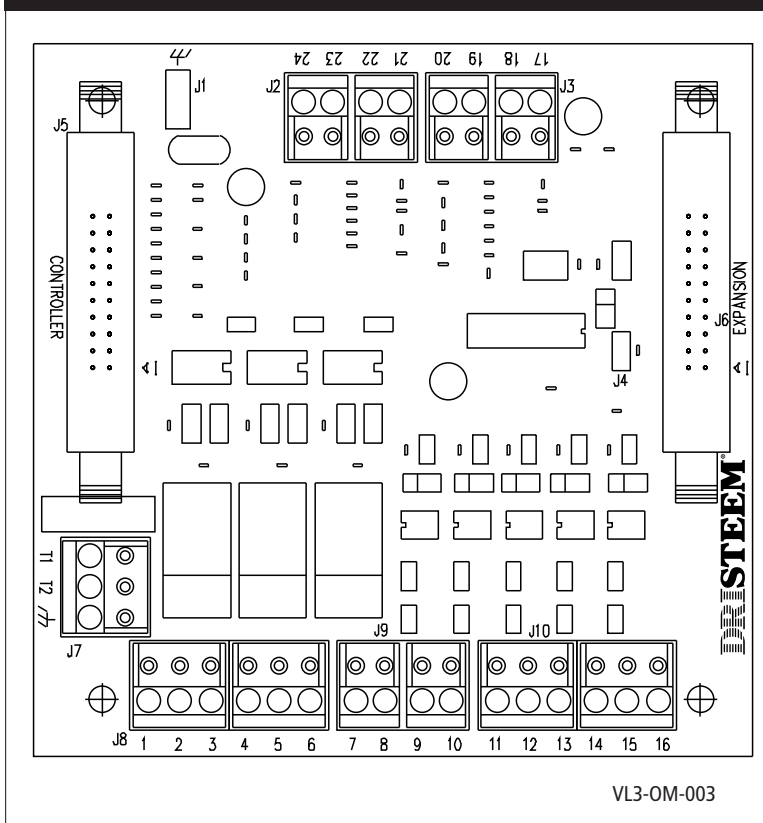 24 23 22 21 20 19 18 17
J1
J2
J3
J5
CONTROLLER
EXPANSION
J6
1
1
J4
DRISTEEM®
T1
T2
J7
J9
J10
J8
1 2 3 4 5 6 7 8 9 10 11 12 13 14 15 16
VL3-OM-003